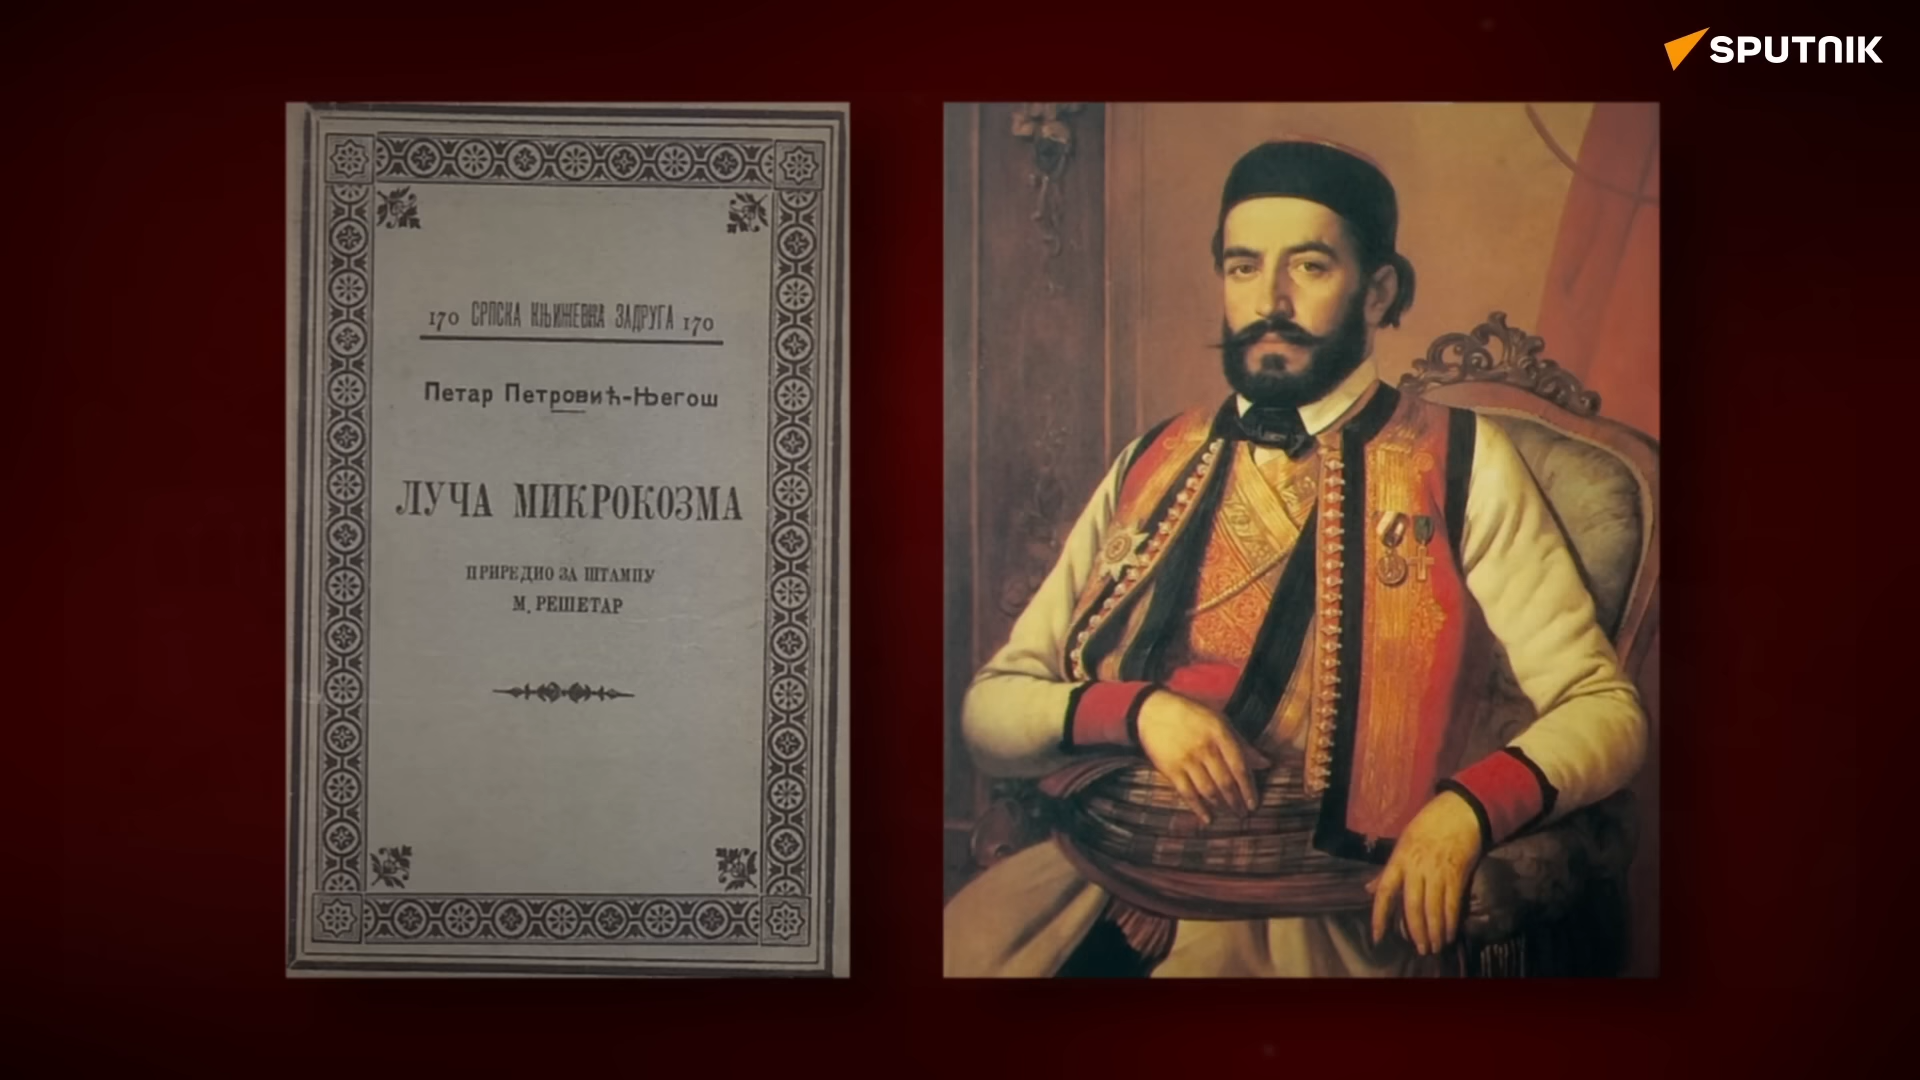 SPUTNIK
170 СРПСКА КЊИЖЕВНА ЗАДРУГА 170
Петар Петровић-Његош
ЛУЧА МИКРОКОЗМА
ПРИРЕДИО ЗА ШТАМПУ
М. РЕШЕТАР